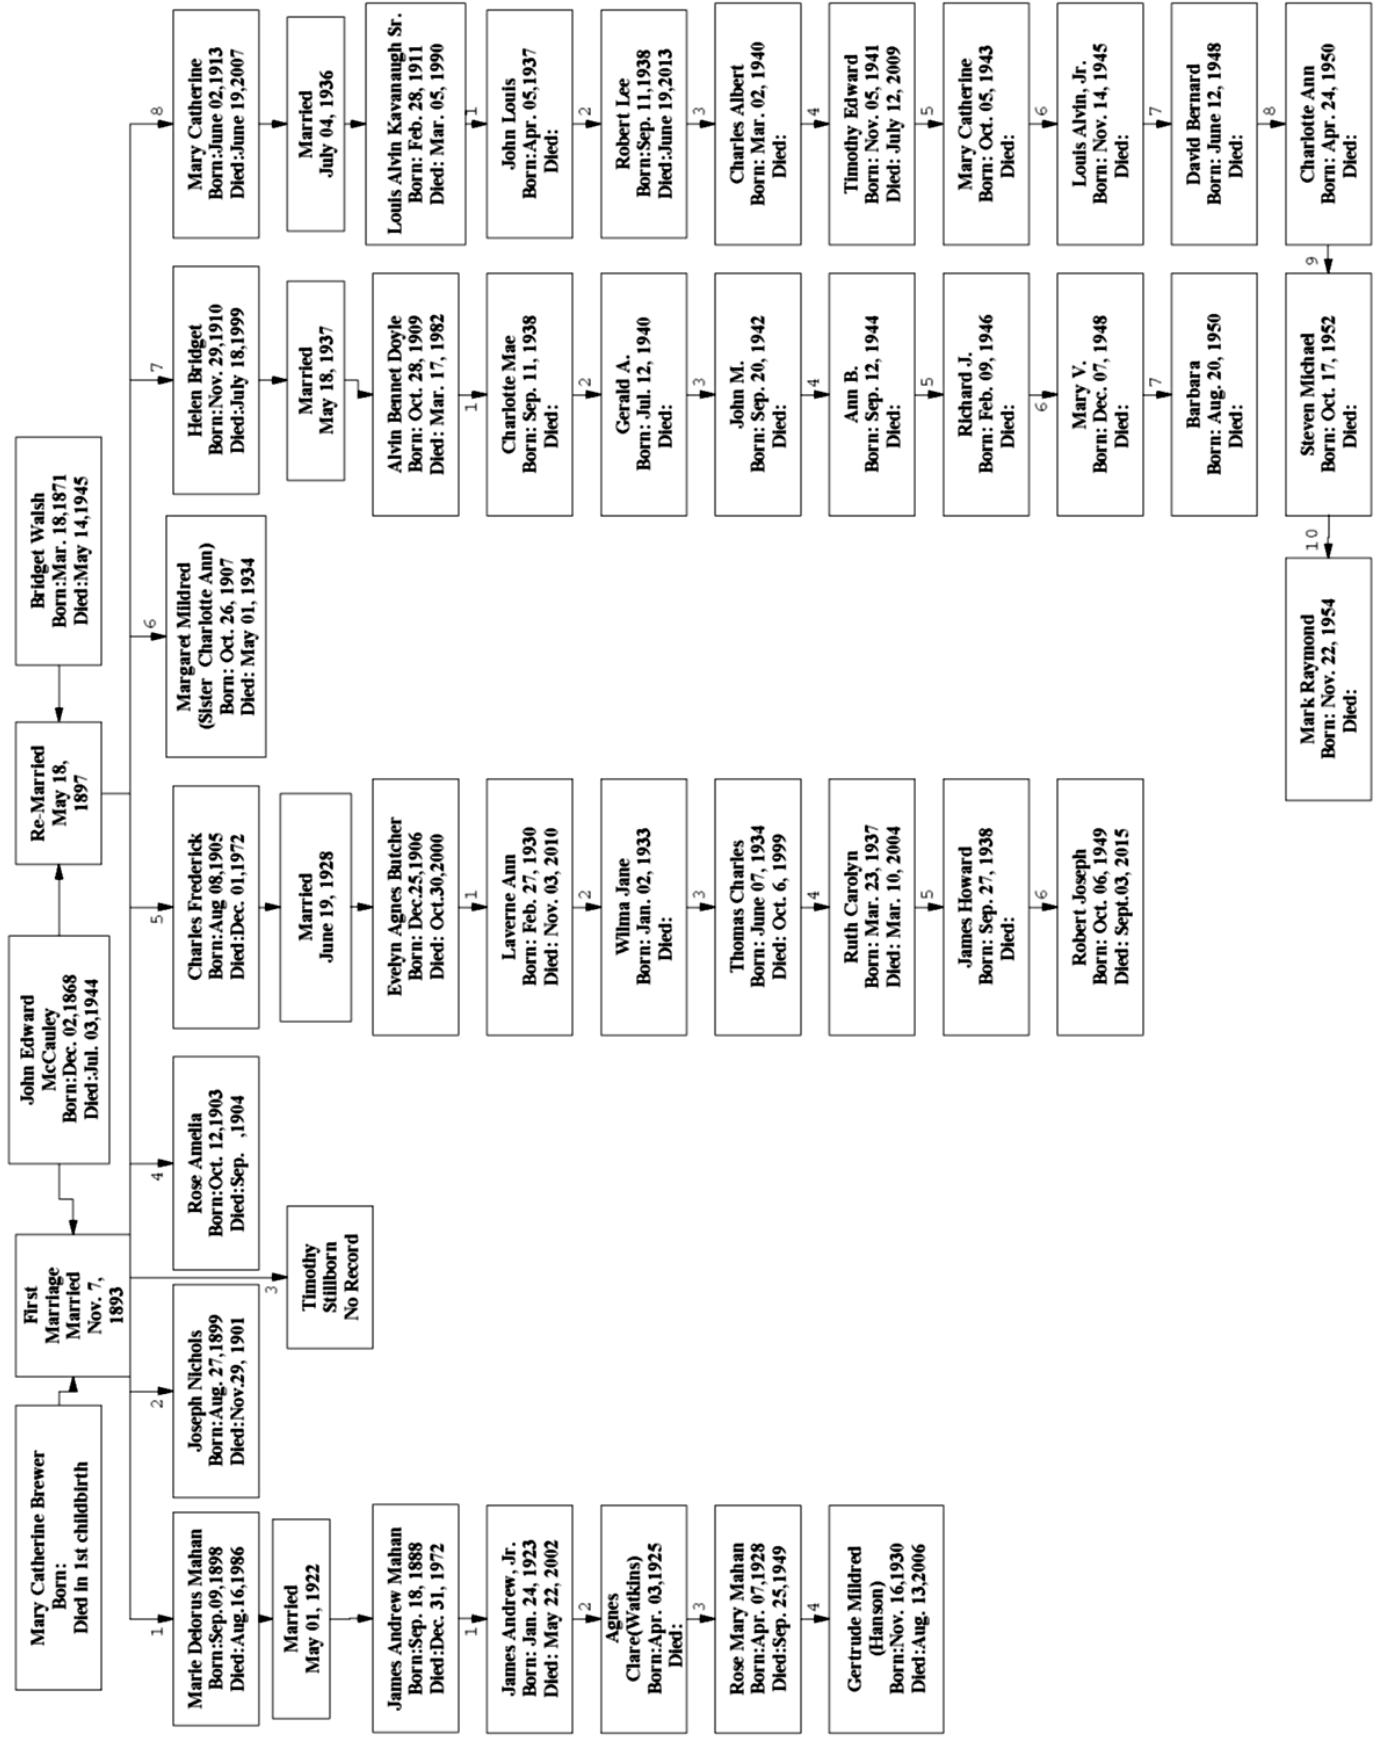 Mary Catherine Brewer
Born:
Died in 1st childbirth
First
Marriage
Married
Nov. 7,
1893
John Edward
McCauley
Born:Dec. 02,1868
Died:Jul. 03,1944
Re-Married
May 18,
1897
Bridget Walsh
Born:Mar. 18,1871
Died:May 14,1945
1
Marie Delorus Mahan
Born:Sep.09,1898
Died:Aug.16,1986
Married
May 01, 1922
James Andrew Mahan
Born:Sep. 18, 1888
Died:Dec. 31, 1972
1
James Andrew, Jr.
Born: Jan. 24, 1923
Died: May 22, 2002
2
Agnes
Clare(Watkins)
Born:Apr. 03,1925
Died:
3
Rose Mary Mahan
Born:Apr. 07,1928
Died:Sep. 25,1949
4
Gertrude Mildred
(Hanson)
Born:Nov. 16,1930
Died:Aug. 13,2006
2
Joseph Nichols
Born:Aug. 27,1899
Died:Nov.29, 1901
3
Timothy
Stillborn
No Record
4
Rose Amelia
Born:Oct. 12,1903
Died:Sep. ,1904
5
Charles Frederick
Born:Aug 08,1905
Died:Dec. 01,1972
Married
June 19, 1928
Evelyn Agnes Butcher
Born: Dec.25,1906
Died: Oct.30,2000
1
Laverne Ann
Born: Feb. 27, 1930
Died: Nov. 03, 2010
2
Wilma Jane
Born: Jan. 02, 1933
Died:
3
Thomas Charles
Born: June 07, 1934
Died: Oct. 6, 1999
4
Ruth Carolyn
Born: Mar. 23, 1937
Died: Mar. 10, 2004
5
James Howard
Born: Sep. 27, 1938
Died:
6
Robert Joseph
Born: Oct. 06, 1949
Died: Sept.03, 2015
6
Margaret Mildred
(Sister Charlotte Ann)
Born: Oct. 26, 1907
Died: May 01, 1934
7
Helen Bridget
Born:Nov. 29,1910
Died:July 18,1999
Married
May 18, 1937
Alvin Bennet Doyle
Born: Oct. 28, 1909
Died: Mar. 17, 1982
1
Charlotte Mae
Born: Sep. 11, 1938
Died:
2
Gerald A.
Born: Jul. 12, 1940
Died:
3
John M.
Born: Sep. 20, 1942
Died:
4
Ann B.
Born: Sep. 12, 1944
Died:
5
Richard J.
Born: Feb. 09, 1946
Died:
6
Mary V.
Born: Dec. 07, 1948
Died:
7
Barbara
Born: Aug. 20, 1950
Died:
8
Mary Catherine
Born:June 02,1913
Died:June 19,2007
Married
July 04, 1936
Louis Alvin Kavanaugh Sr.
Born: Feb. 28, 1911
Died: Mar. 05, 1990
1
John Louis
Born:Apr. 05,1937
Died:
2
Robert Lee
Born:Sep. 11,1938
Died:June 19,2013
3
Charles Albert
Born: Mar. 02, 1940
Died:
4
Timothy Edward
Born: Nov. 05, 1941
Died: July 12, 2009
5
Mary Catherine
Born: Oct. 05, 1943
Died:
6
Louis Alvin, Jr.
Born: Nov. 14, 1945
Died:
7
David Bernard
Born: June 12, 1948
Died:
8
Charlotte Ann
Born: Apr. 24, 1950
Died:
9
Steven Michael
Born: Oct. 17, 1952
Died:
10
Mark Raymond
Born: Nov. 22, 1954
Died: